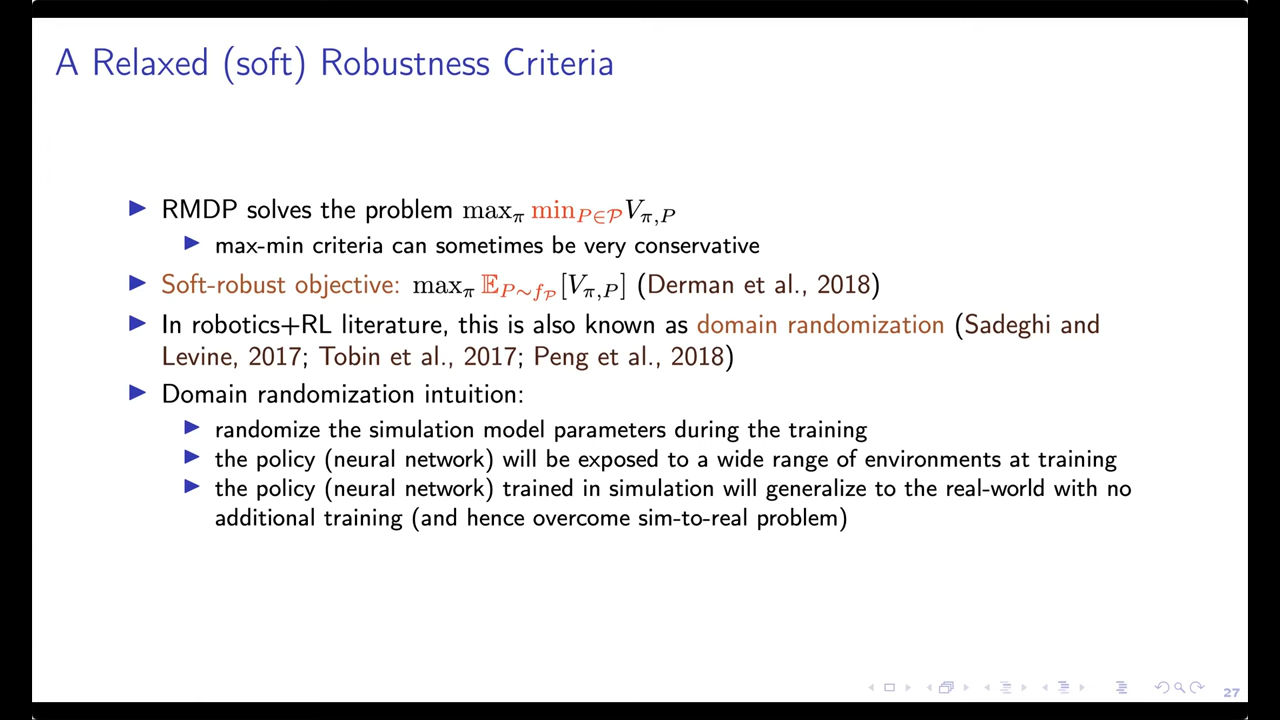 A Relaxed (soft) Robustness Criteria
▶ RMDP solves the problem max_π min_{P∈𝒫} V_{π,P}
▶ max-min criteria can sometimes be very conservative
▶ Soft-robust objective: max_π 𝔼_{P∼f_𝒫}[V_{π,P}] (Derman et al., 2018)
▶ In robotics+RL literature, this is also known as domain randomization (Sadeghi and
Levine, 2017; Tobin et al., 2017; Peng et al., 2018)
▶ Domain randomization intuition:
▶ randomize the simulation model parameters during the training
▶ the policy (neural network) will be exposed to a wide range of environments at training
▶ the policy (neural network) trained in simulation will generalize to the real-world with no
additional training (and hence overcome sim-to-real problem)
27